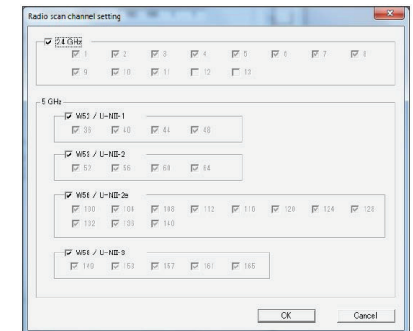 Radio scan channel setting
2.4 GHz
1 2 3 4 5 6 7 8
9 10 11 12 13
5 GHz
W52 / U-NII-1
36 40 44 48
W53 / U-NII-2
52 56 60 64
W56 / U-NII-2e
100 104 108 112 116 120 124 128
132 136 140
W58 / U-NII-3
149 153 157 161 165
OK Cancel